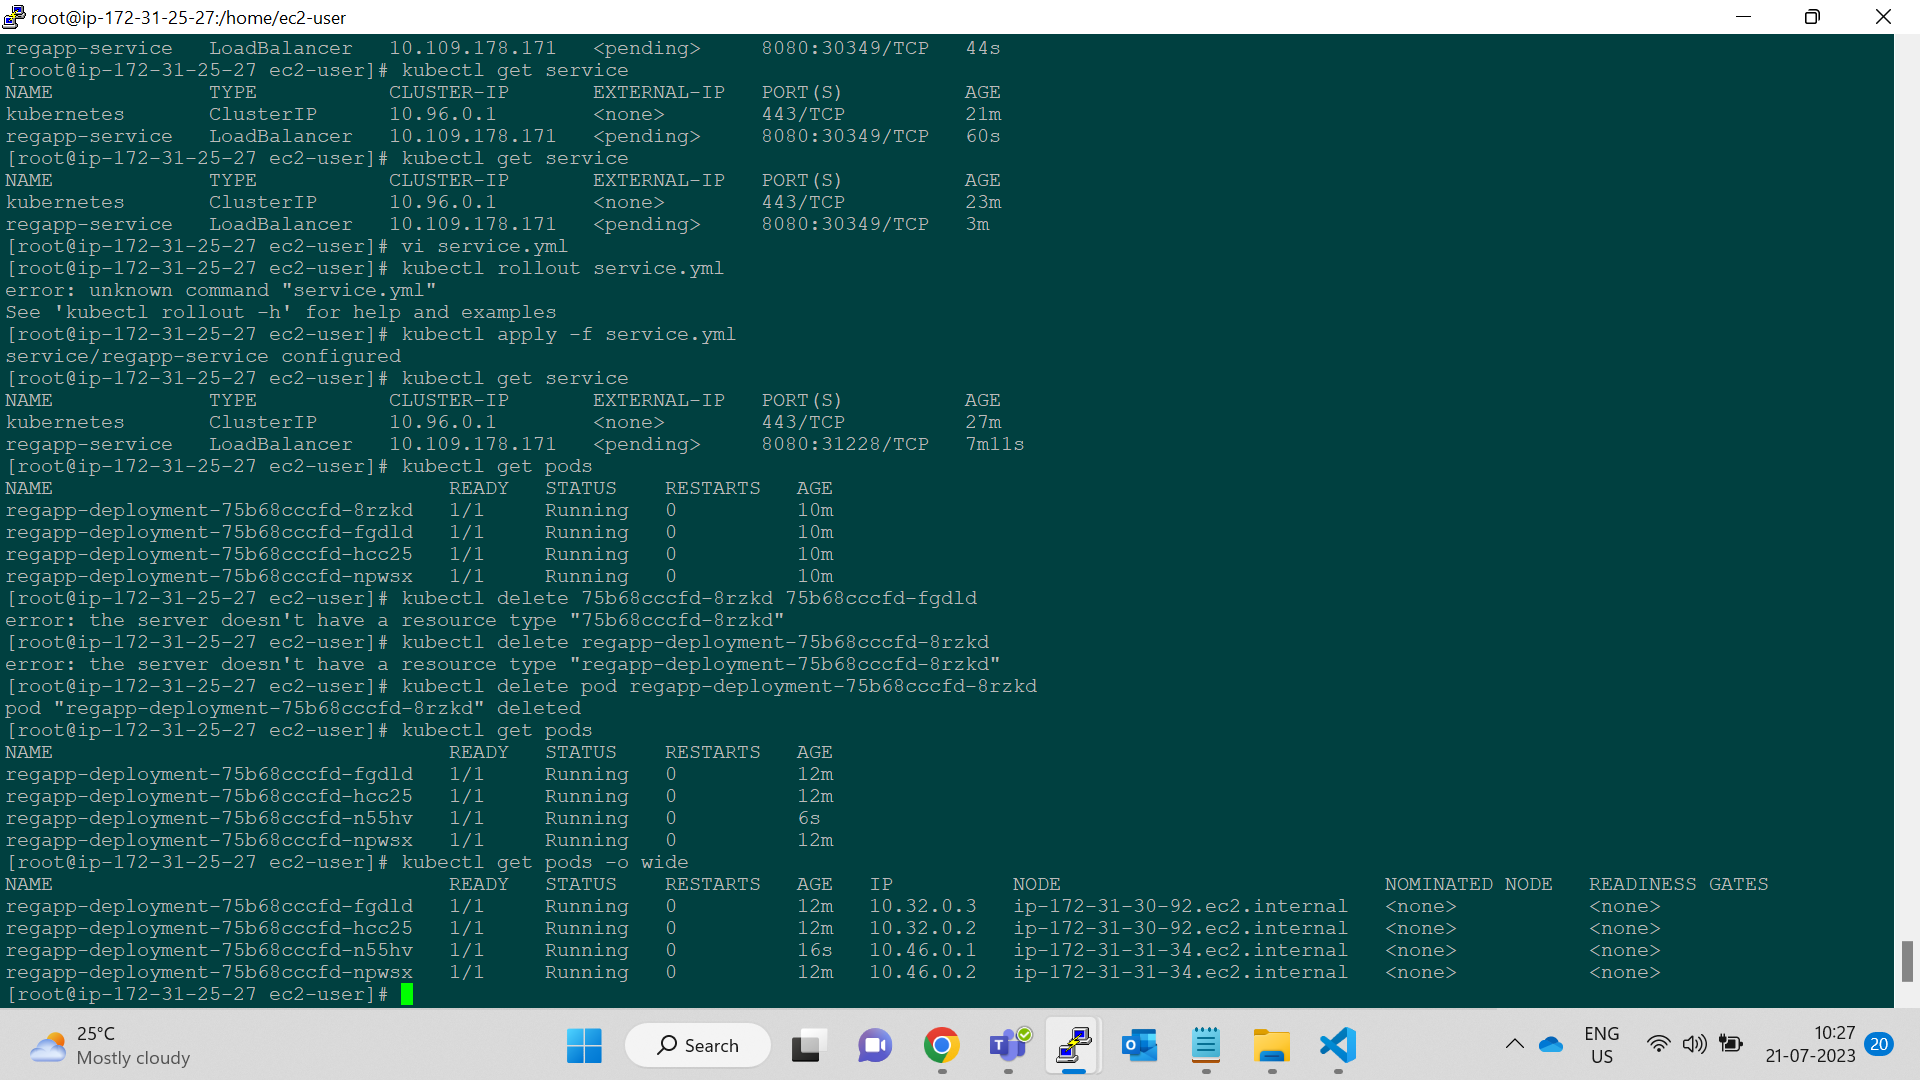 root@ip-172-31-25-27:/home/ec2-user
regapp-service   LoadBalancer   10.109.178.171   <pending>     8080:30349/TCP   44s
[root@ip-172-31-25-27 ec2-user]# kubectl get service
NAME             TYPE           CLUSTER-IP       EXTERNAL-IP   PORT(S)          AGE
kubernetes       ClusterIP      10.96.0.1        <none>        443/TCP          21m
regapp-service   LoadBalancer   10.109.178.171   <pending>     8080:30349/TCP   60s
[root@ip-172-31-25-27 ec2-user]# kubectl get service
NAME             TYPE           CLUSTER-IP       EXTERNAL-IP   PORT(S)          AGE
kubernetes       ClusterIP      10.96.0.1        <none>        443/TCP          23m
regapp-service   LoadBalancer   10.109.178.171   <pending>     8080:30349/TCP   3m
[root@ip-172-31-25-27 ec2-user]# vi service.yml
[root@ip-172-31-25-27 ec2-user]# kubectl rollout service.yml
error: unknown command "service.yml"
See 'kubectl rollout -h' for help and examples
[root@ip-172-31-25-27 ec2-user]# kubectl apply -f service.yml
service/regapp-service configured
[root@ip-172-31-25-27 ec2-user]# kubectl get service
NAME             TYPE           CLUSTER-IP       EXTERNAL-IP   PORT(S)          AGE
kubernetes       ClusterIP      10.96.0.1        <none>        443/TCP          27m
regapp-service   LoadBalancer   10.109.178.171   <pending>     8080:31228/TCP   7m11s
[root@ip-172-31-25-27 ec2-user]# kubectl get pods
NAME                                 READY   STATUS    RESTARTS   AGE
regapp-deployment-75b68cccfd-8rzkd   1/1     Running   0          10m
regapp-deployment-75b68cccfd-fgdld   1/1     Running   0          10m
regapp-deployment-75b68cccfd-hcc25   1/1     Running   0          10m
regapp-deployment-75b68cccfd-npwsx   1/1     Running   0          10m
[root@ip-172-31-25-27 ec2-user]# kubectl delete 75b68cccfd-8rzkd 75b68cccfd-fgdld
error: the server doesn't have a resource type "75b68cccfd-8rzkd"
[root@ip-172-31-25-27 ec2-user]# kubectl delete regapp-deployment-75b68cccfd-8rzkd
error: the server doesn't have a resource type "regapp-deployment-75b68cccfd-8rzkd"
[root@ip-172-31-25-27 ec2-user]# kubectl delete pod regapp-deployment-75b68cccfd-8rzkd
pod "regapp-deployment-75b68cccfd-8rzkd" deleted
[root@ip-172-31-25-27 ec2-user]# kubectl get pods
NAME                                 READY   STATUS    RESTARTS   AGE
regapp-deployment-75b68cccfd-fgdld   1/1     Running   0          12m
regapp-deployment-75b68cccfd-hcc25   1/1     Running   0          12m
regapp-deployment-75b68cccfd-n55hv   1/1     Running   0          6s
regapp-deployment-75b68cccfd-npwsx   1/1     Running   0          12m
[root@ip-172-31-25-27 ec2-user]# kubectl get pods -o wide
NAME                                 READY   STATUS    RESTARTS   AGE   IP          NODE                           NOMINATED NODE   READINESS GATES
regapp-deployment-75b68cccfd-fgdld   1/1     Running   0          12m   10.32.0.3   ip-172-31-30-92.ec2.internal   <none>           <none>
regapp-deployment-75b68cccfd-hcc25   1/1     Running   0          12m   10.32.0.2   ip-172-31-30-92.ec2.internal   <none>           <none>
regapp-deployment-75b68cccfd-n55hv   1/1     Running   0          16s   10.46.0.1   ip-172-31-31-34.ec2.internal   <none>           <none>
regapp-deployment-75b68cccfd-npwsx   1/1     Running   0          12m   10.46.0.2   ip-172-31-31-34.ec2.internal   <none>           <none>
[root@ip-172-31-25-27 ec2-user]#
25°C
Mostly cloudy
Search
ENG
US
10:27
21-07-2023
20